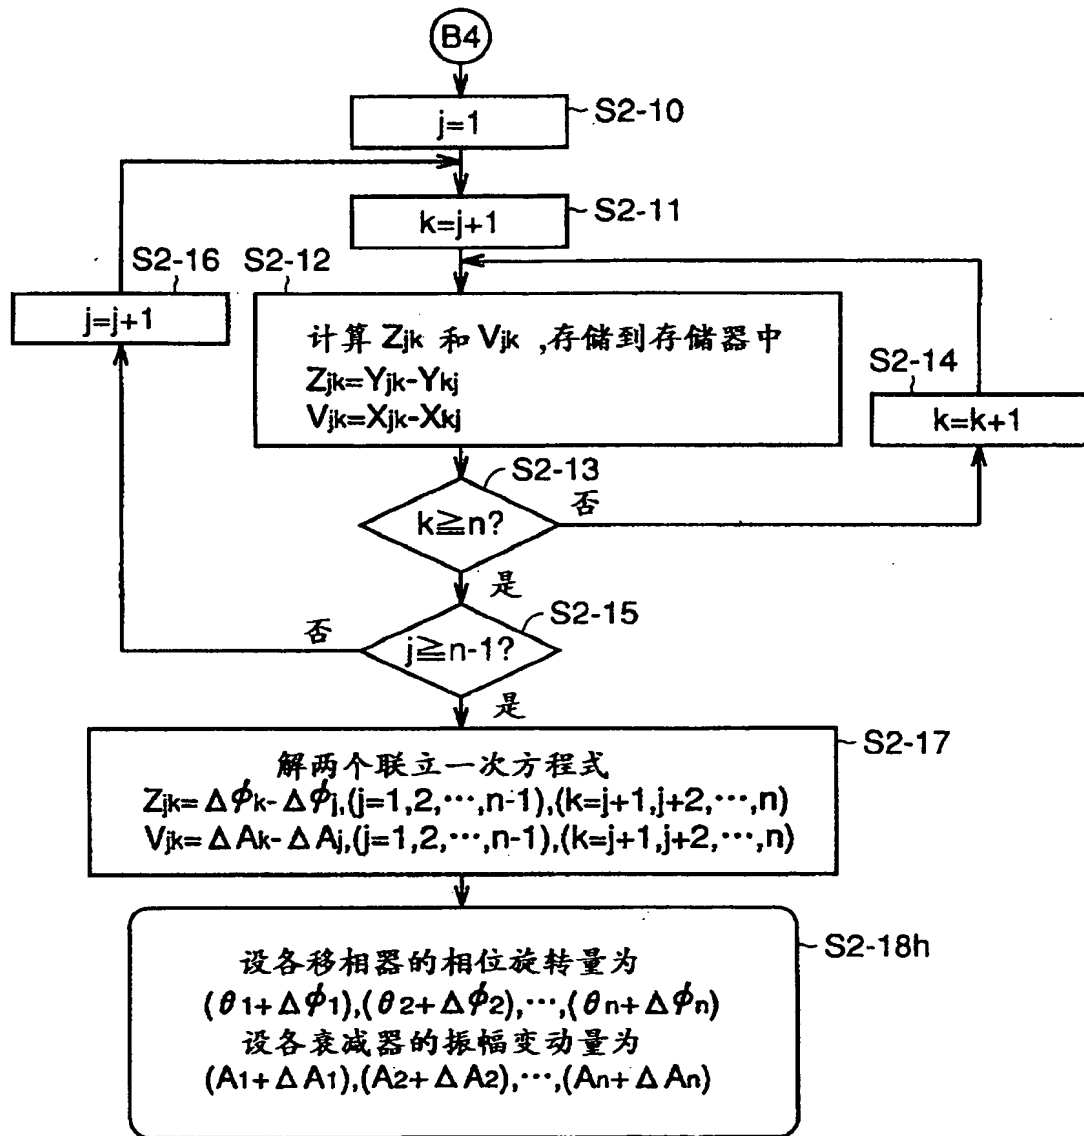 B4
j=1
S2-10
k=j+1
S2-11
S2-16
j=j+1
S2-12
计算 Zjk 和 Vjk ,存储到存储器中
Zjk=Yjk-Ykj
Vjk=Xjk-Xkj
S2-14
k=k+1
S2-13
k≧n?
否
是
S2-15
j≧n-1?
否
是
S2-17
解两个联立一次方程式
Zjk=Δϕk-Δϕj,(j=1,2,⋯,n-1),(k=j+1,j+2,⋯,n)
Vjk=ΔAk-ΔAj,(j=1,2,⋯,n-1),(k=j+1,j+2,⋯,n)
S2-18h
设各移相器的相位旋转量为
(θ1+Δϕ1),(θ2+Δϕ2),⋯,(θn+Δϕn)
设各衰减器的振幅变动量为
(A1+ΔA1),(A2+ΔA2),⋯,(An+ΔAn)